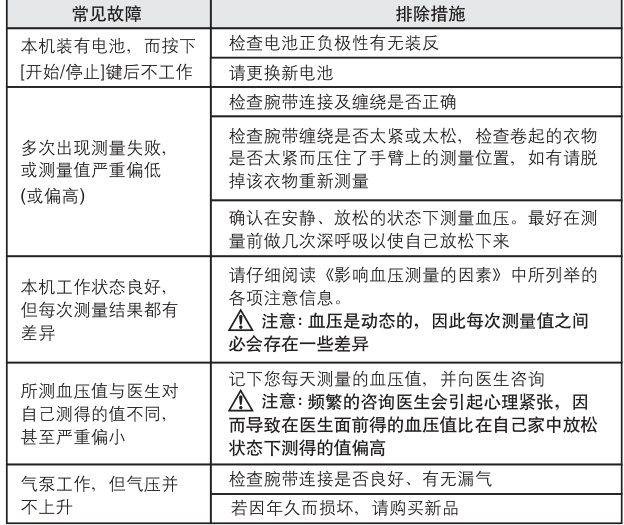 常见故障
排除措施
本机装有电池，而按下
[开始/停止]键后不工作
检查电池正负极性有无装反
请更换新电池
多次出现测量失败，
或测量值严重偏低
(或偏高)
检查腕带连接及缠绕是否正确
检查腕带缠绕是否太紧或太松，检查卷起的衣物
是否太紧而压住了手臂上的测量位置，如有请脱
掉该衣物重新测量
确认在安静、放松的状态下测量血压。最好在测
量前做几次深呼吸以使自己放松下来
本机工作状态良好，
但每次测量结果都有
差异
请仔细阅读《影响血压测量的因素》中所列举的
各项注意信息。
注意：血压是动态的，因此每次测量值之间
必会存在一些差异
所测血压值与医生对
自己测得的值不同，
甚至严重偏小
记下您每天测量的血压值，并向医生咨询
注意：频繁的咨询医生会引起心理紧张，因
而导致在医生面前得的血压值比在自己家中放松
状态下测得的值偏高
气泵工作，但气压并
不上升
检查腕带连接是否良好、有无漏气
若因年久而损坏，请购买新品